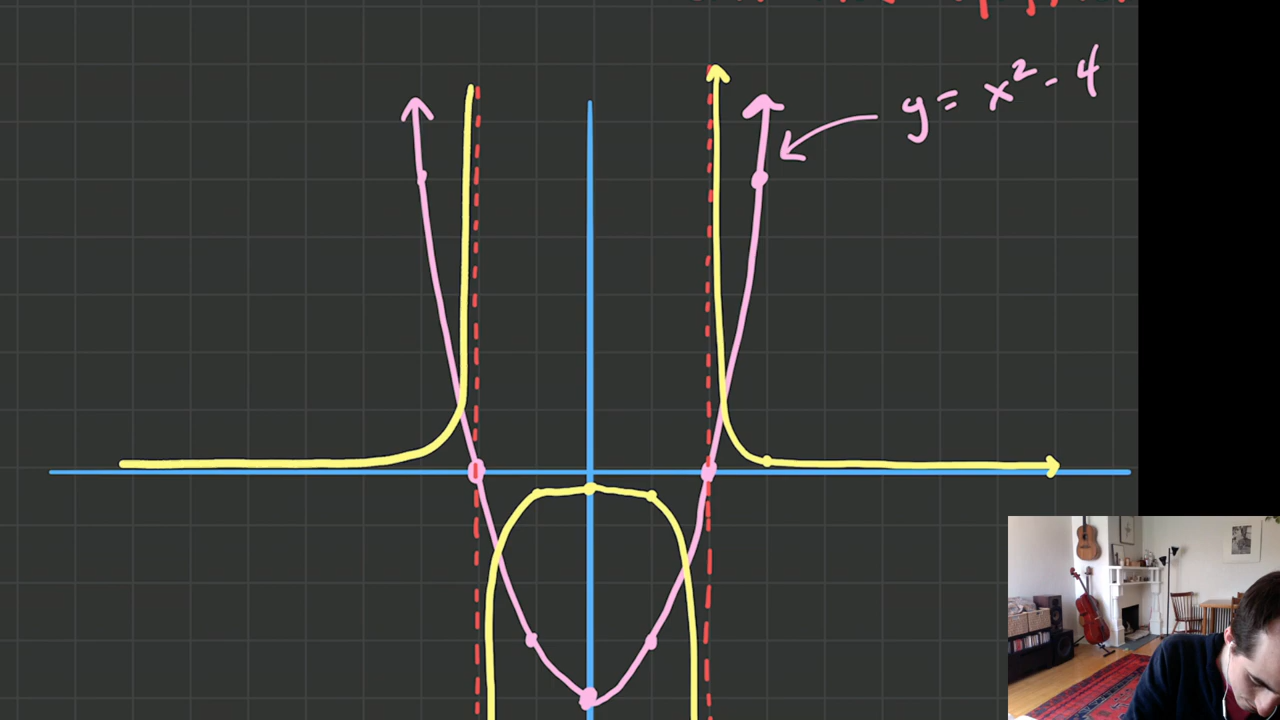 y = x² - 4